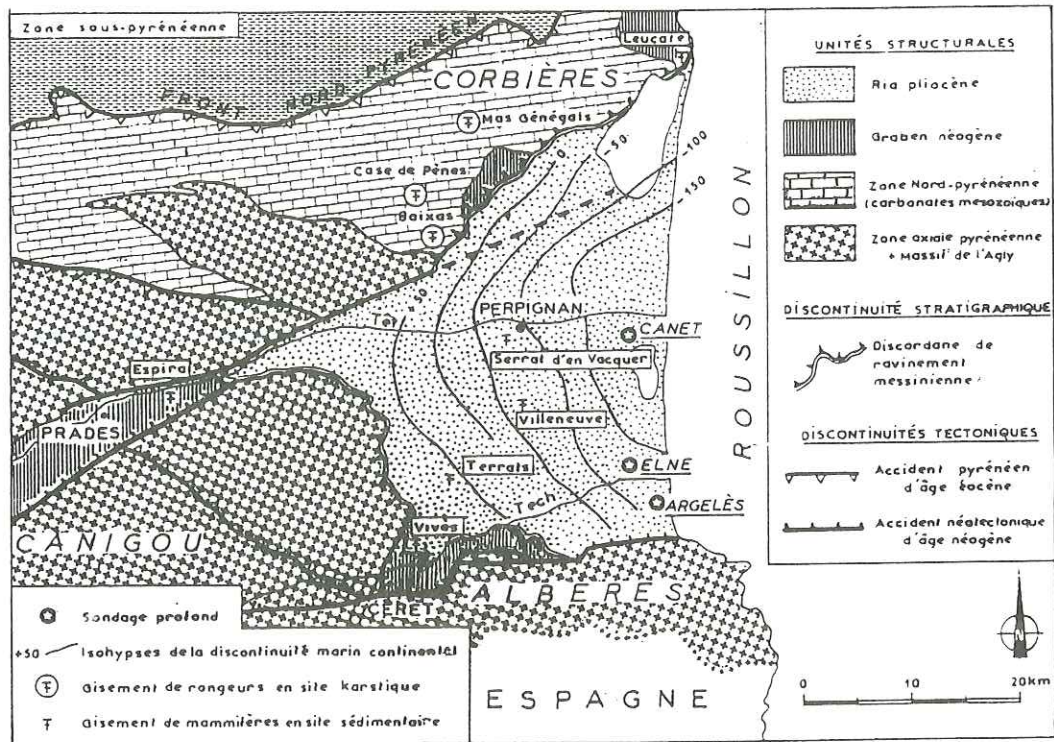 Zone sous-pyrénéenne
FRONT NORD PYRÉNÉEN
Leucate
CORBIÈRES
Mas Génégals
Case de Pènes
Baixas
0
-50
-100
-150
+50
Tet
PERPIGNAN
CANET
Serrat d'en Vacquer
Espira
PRADES
Villeneuve
Terrats
ELNE
Tech
ARGELÈS
Vivès
CANIGOU
CÉRET
ALBÈRES
ESPAGNE
ROUSSILLON
UNITÉS STRUCTURALES
Ria pliocène
Graben néogène
Zone Nord-pyrénéenne
(carbonates mésozoïques)
Zone axiale pyrénéenne
+ Massif de l'Agly
DISCONTINUITÉ STRATIGRAPHIQUE
Discordane de
ravinement
messinienne
DISCONTINUITÉS TECTONIQUES
Accident pyrénéen
d'âge éocène
Accident néotectonique
d'âge néogène
N
0 10 20km
Sondage profond
+50 Isohypses de la discontinuité marin continental
Gisement de rongeurs en site karstique
Gisement de mammifères en site sédimentaire